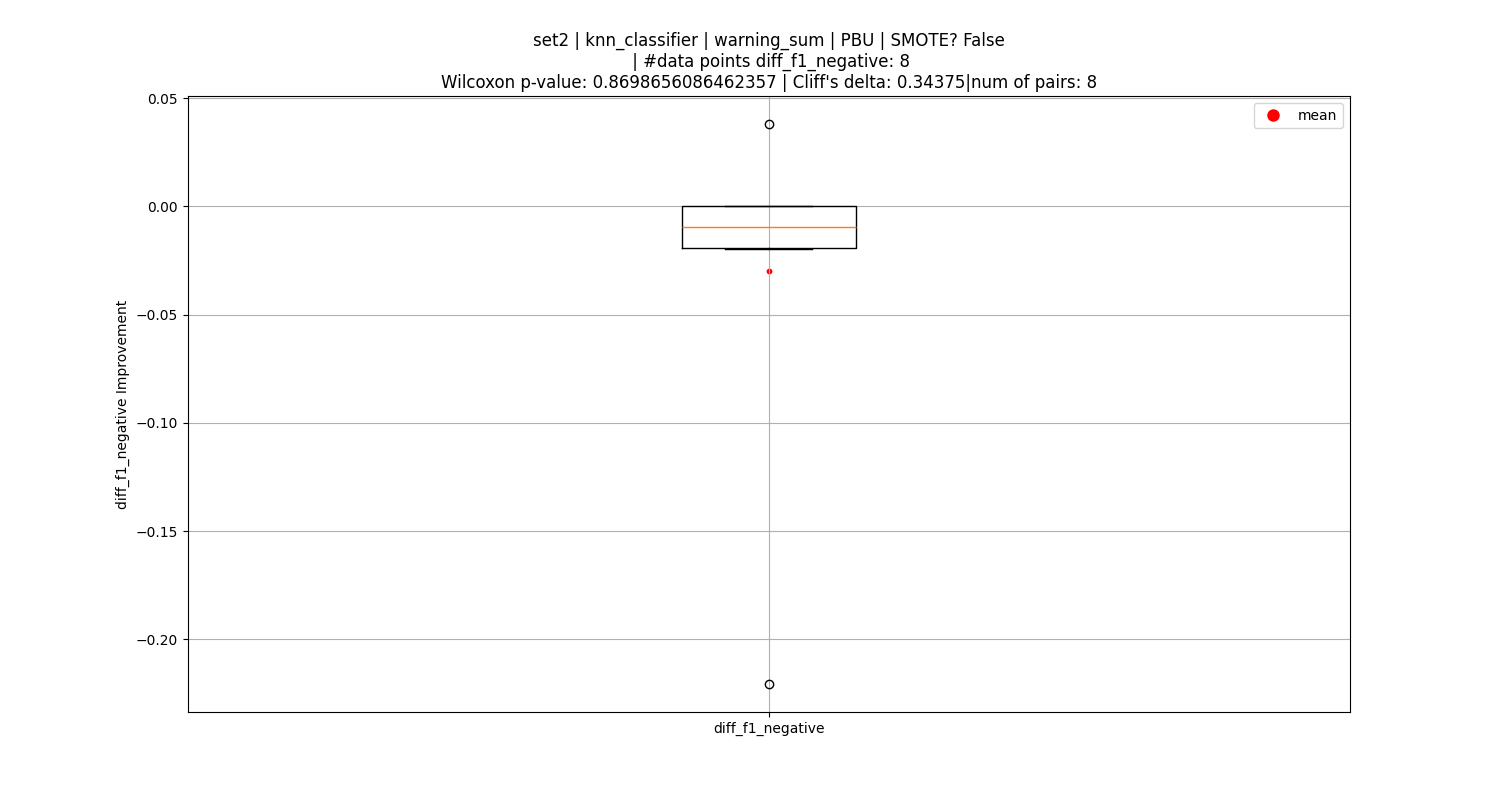 set2 | knn_classifier | warning_sum | PBU | SMOTE? False
| #data points diff_f1_negative: 8
Wilcoxon p-value: 0.8698656086462357 | Cliff's delta: 0.34375|num of pairs: 8
mean
0.05
0.00
−0.05
−0.10
−0.15
−0.20
diff_f1_negative Improvement
diff_f1_negative